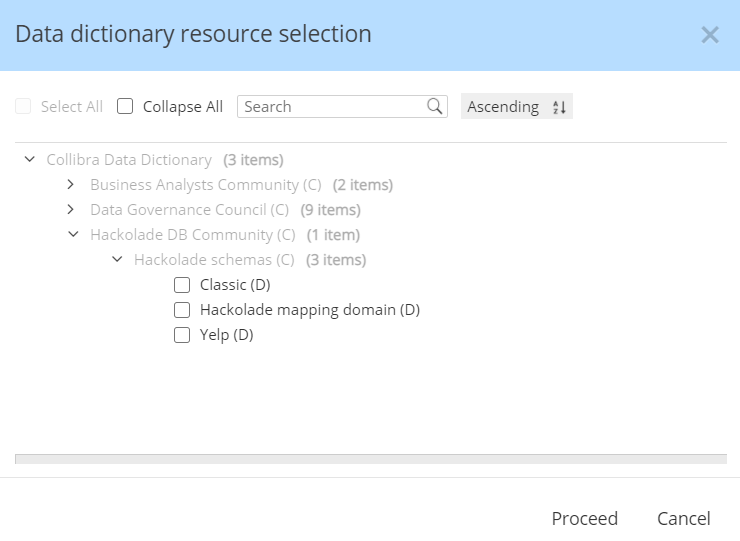 Data dictionary resource selection
Select All Collapse All Search Ascending
Collibra Data Dictionary (3 items)
Business Analysts Community (C) (2 items)
Data Governance Council (C) (9 items)
Hackolade DB Community (C) (1 item)
Hackolade schemas (C) (3 items)
Classic (D)
Hackolade mapping domain (D)
Yelp (D)
Proceed Cancel